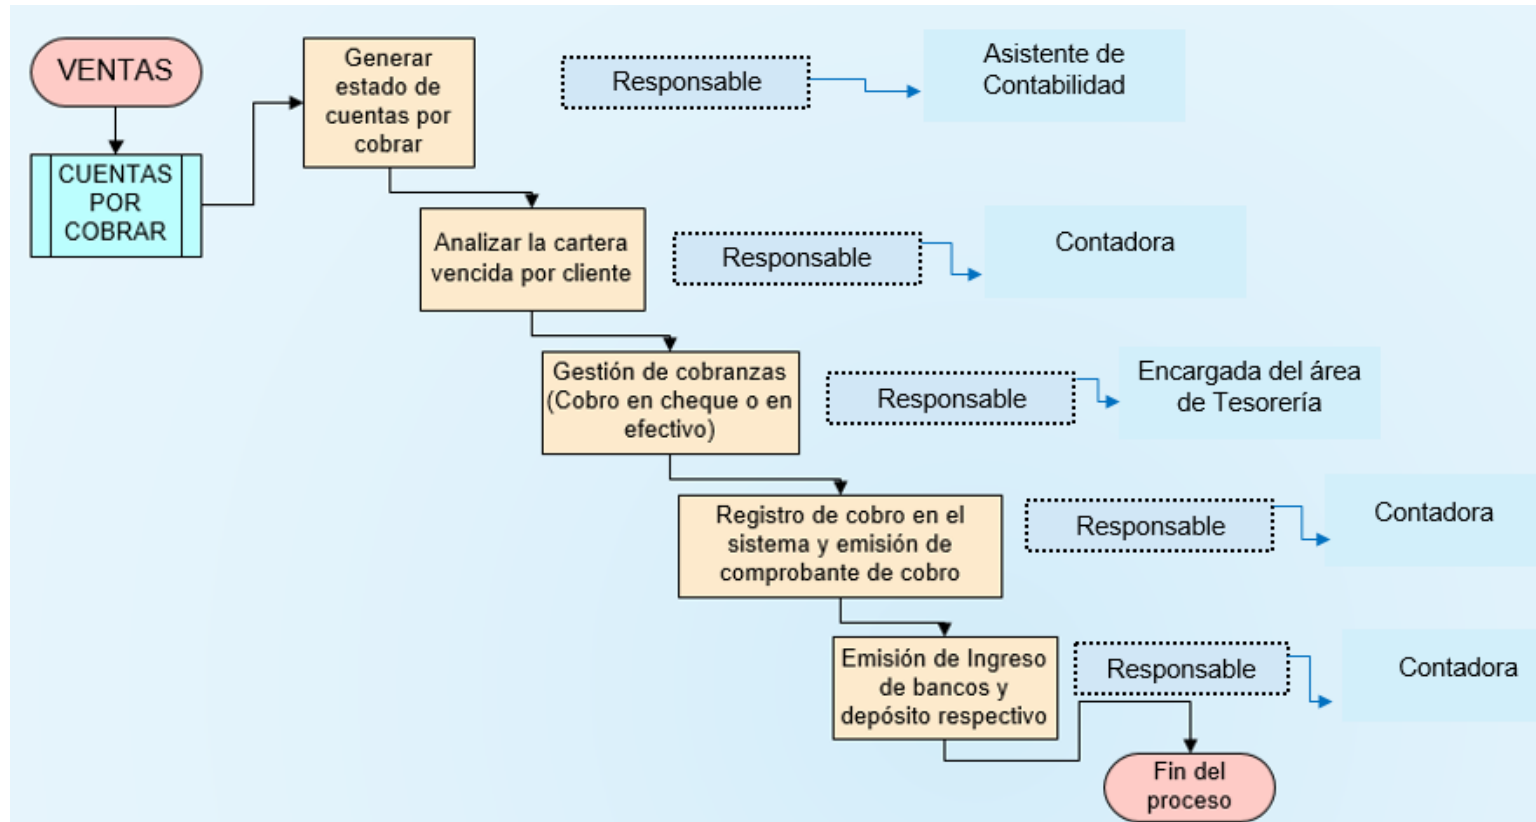 VENTAS
CUENTAS
POR
COBRAR
Generar
estado de
cuentas por
cobrar
Responsable
Asistente de
Contabilidad
Analizar la cartera
vencida por cliente
Responsable
Contadora
Gestión de cobranzas
(Cobro en cheque o en
efectivo)
Responsable
Encargada del área
de Tesorería
Registro de cobro en el
sistema y emisión de
comprobante de cobro
Responsable
Contadora
Emisión de Ingreso
de bancos y
depósito respectivo
Responsable
Contadora
Fin del
proceso